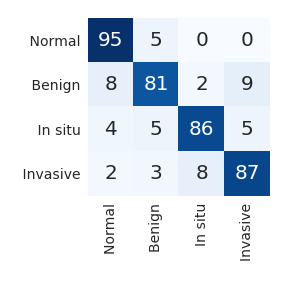 Normal 95 5 0 0
Benign 8 81 2 9
In situ 4 5 86 5
Invasive 2 3 8 87
Normal Benign In situ Invasive